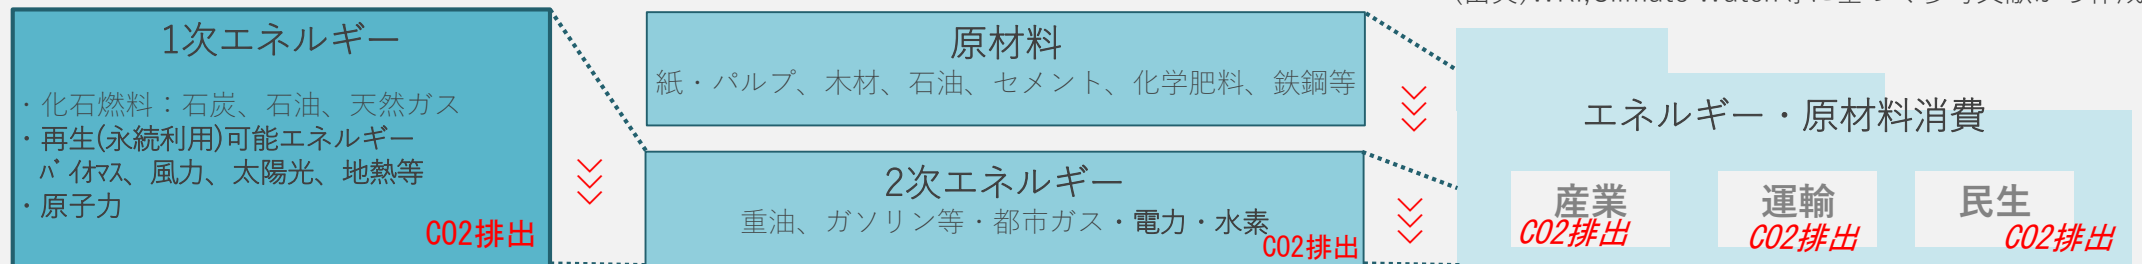 1次エネルギー
・化石燃料：石炭、石油、天然ガス
・再生(永続利用)可能エネルギー
ﾊﾞｲｵﾏｽ、風力、太陽光、地熱等
・原子力
CO2排出
原材料
紙・パルプ、木材、石油、セメント、化学肥料、鉄鋼等
2次エネルギー
重油、ガソリン等・都市ガス・電力・水素
CO2排出
エネルギー・原材料消費
産業
CO2排出
運輸
CO2排出
民生
CO2排出